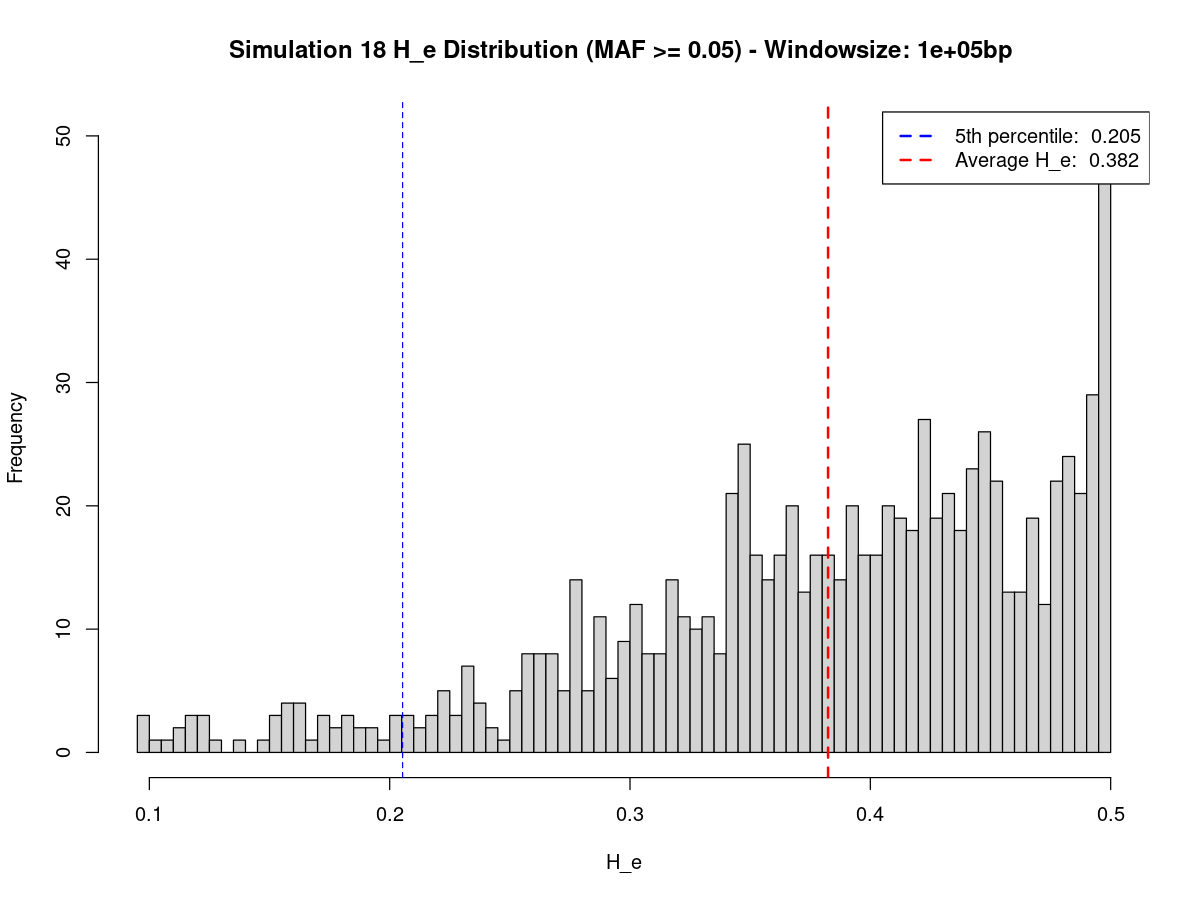 Simulation 18 H_e Distribution (MAF >= 0.05) - Windowsize: 1e+05bp
5th percentile: 0.205
Average H_e: 0.382
Frequency
50
40
30
20
10
0
0.1 0.2 0.3 0.4 0.5
H_e